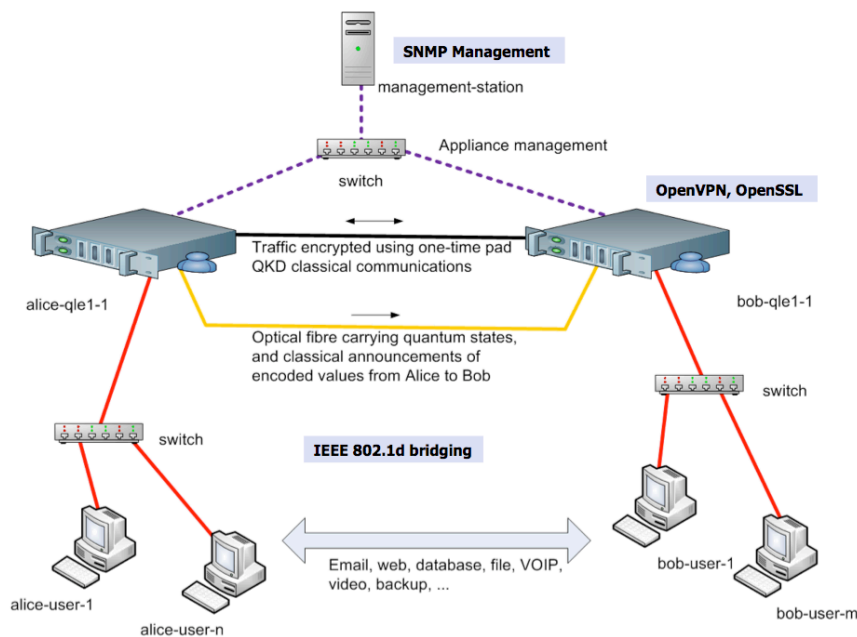 SNMP Management
management-station
Appliance management
switch
OpenVPN, OpenSSL
Traffic encrypted using one-time pad
QKD classical communications
alice-qle1-1
bob-qle1-1
Optical fibre carrying quantum states,
and classical announcements of
encoded values from Alice to Bob
switch
switch
IEEE 802.1d bridging
Email, web, database, file, VOIP,
video, backup, ...
alice-user-1
alice-user-n
bob-user-1
bob-user-m